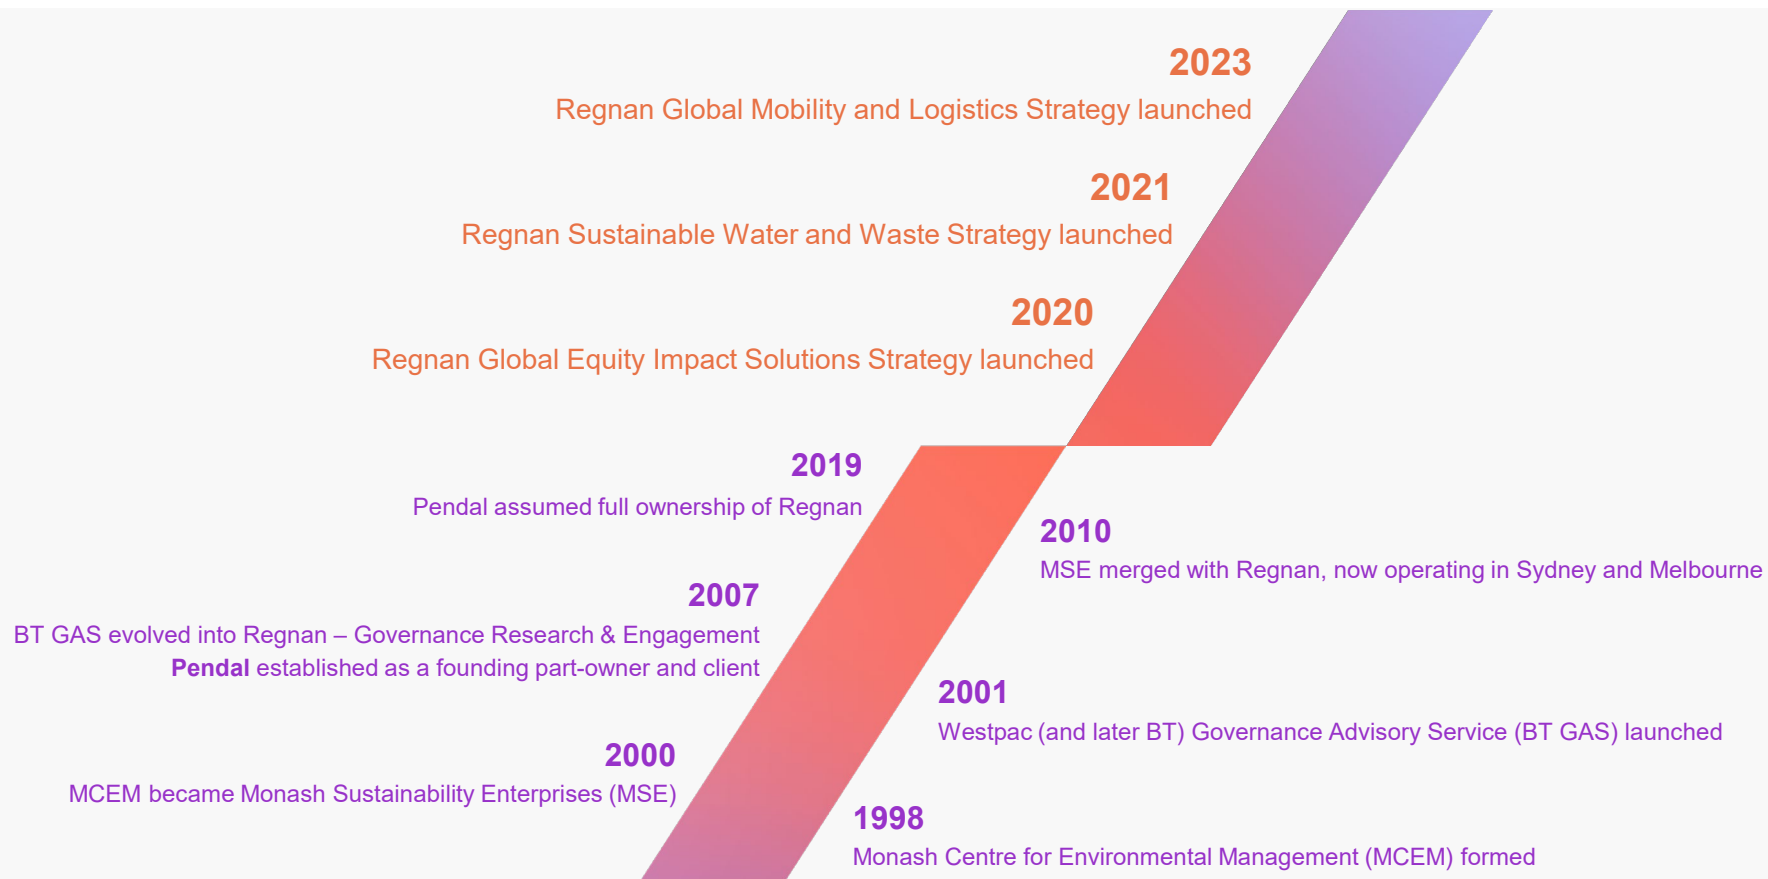 2023
Regnan Global Mobility and Logistics Strategy launched
2021
Regnan Sustainable Water and Waste Strategy launched
2020
Regnan Global Equity Impact Solutions Strategy launched
2019
Pendal assumed full ownership of Regnan
2010
MSE merged with Regnan, now operating in Sydney and Melbourne
2007
BT GAS evolved into Regnan – Governance Research & Engagement
Pendal established as a founding part-owner and client
2001
Westpac (and later BT) Governance Advisory Service (BT GAS) launched
2000
MCEM became Monash Sustainability Enterprises (MSE)
1998
Monash Centre for Environmental Management (MCEM) formed